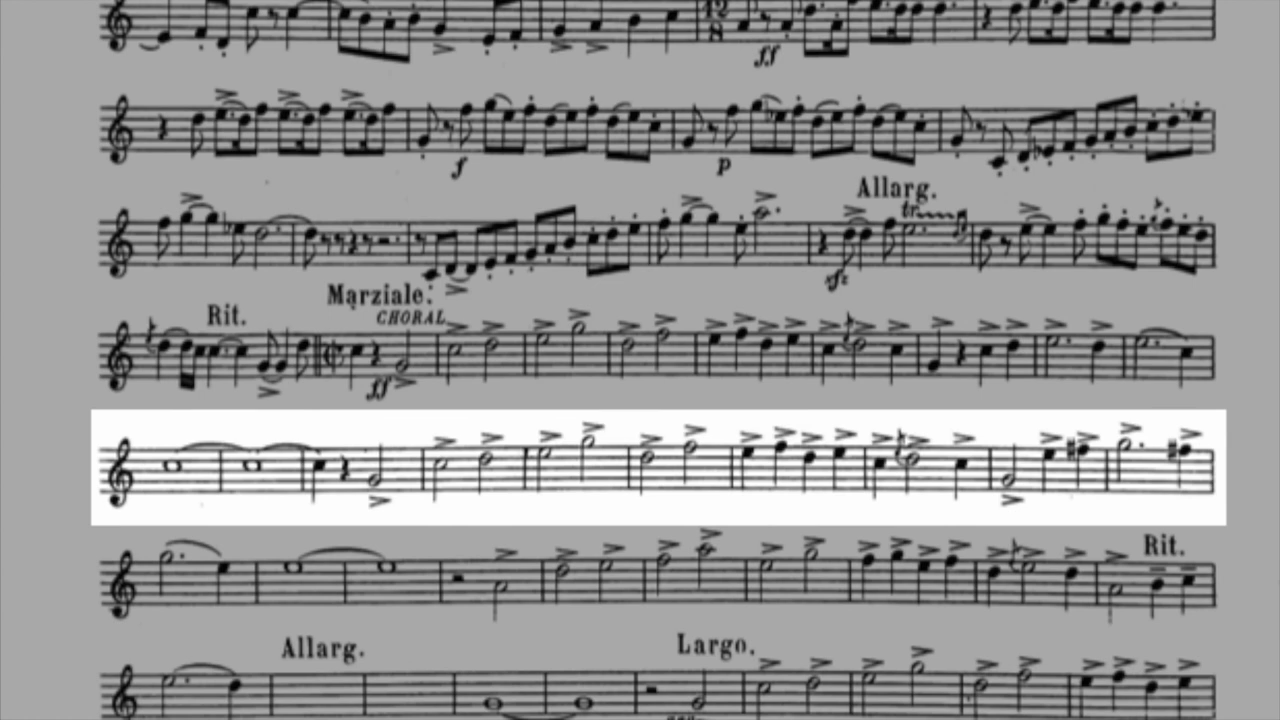 12
8
ff
f
p
Allarg.
tr
sfz
Marziale.
Rit.
CHORAL
ff
Rit.
Allarg.
Largo.